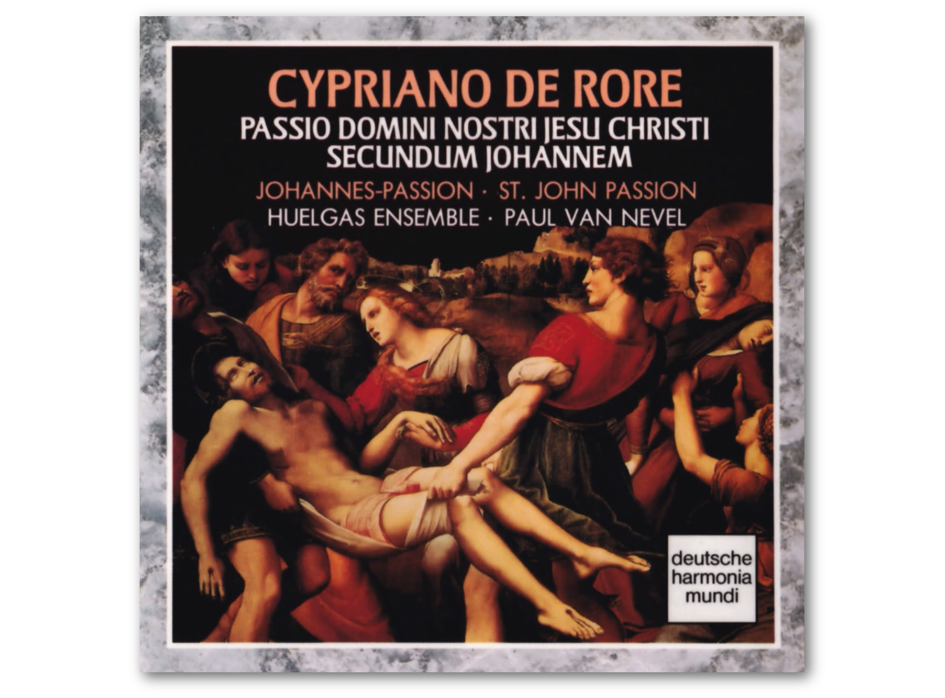 CYPRIANO DE RORE
PASSIO DOMINI NOSTRI JESU CHRISTI
SECUNDUM JOHANNEM
JOHANNES-PASSION · ST. JOHN PASSION
HUELGAS ENSEMBLE · PAUL VAN NEVEL
deutsche
harmonia
mundi